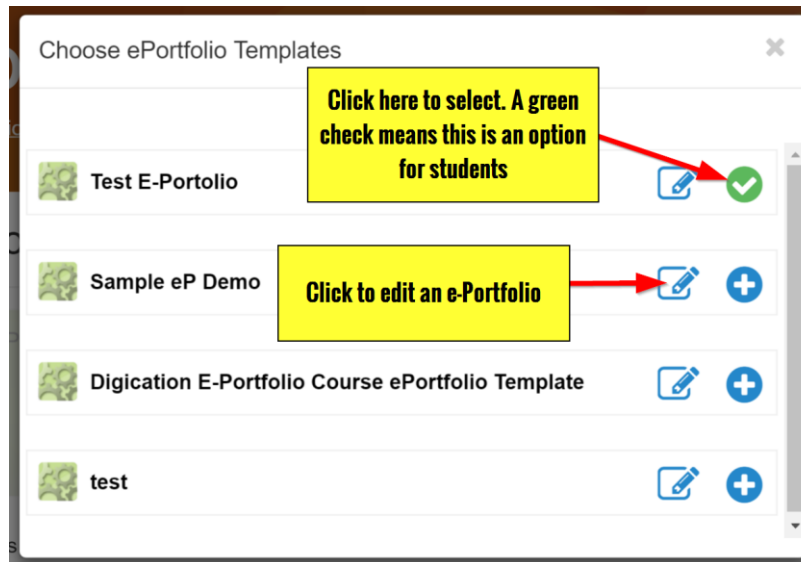 Choose ePortfolio Templates
Click here to select. A green
check means this is an option
for students
Test E-Portolio
Sample eP Demo
Click to edit an e-Portfolio
Digication E-Portfolio Course ePortfolio Template
test